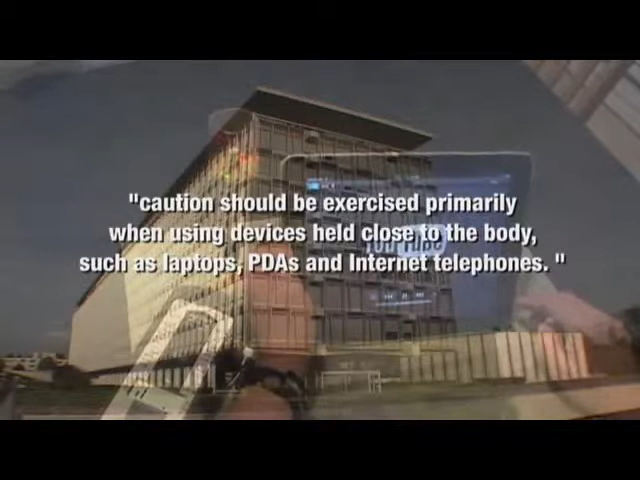 "caution should be exercised primarily
when using devices held close to the body,
such as laptops, PDAs and Internet telephones. "